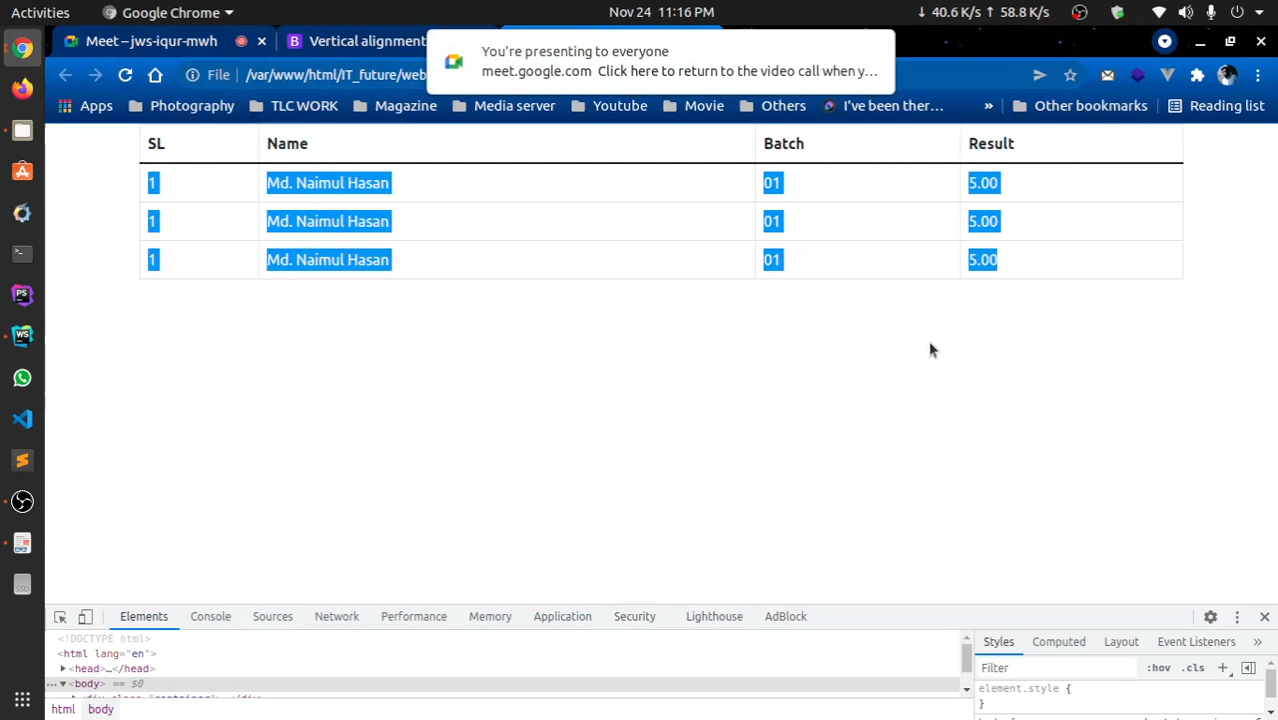 Activities Google Chrome Nov 24 11:16 PM ↓ 40.6 K/s ↑ 58.8 K/s
Meet – jws-iqur-mwh
Vertical alignment
You're presenting to everyone
meet.google.com Click here to return to the video call when y...
File /var/www/html/IT_future/web
Apps Photography TLC WORK Magazine Media server Youtube Movie Others I've been ther... » Other bookmarks Reading list
SL Name Batch Result
1 Md. Naimul Hasan 01 5.00
1 Md. Naimul Hasan 01 5.00
1 Md. Naimul Hasan 01 5.00
PS
WS
SSD
Elements Console Sources Network Performance Memory Application Security Lighthouse AdBlock
<!DOCTYPE html>
<html lang="en">
<head>…</head>
<body> == $0
html body
Styles Computed Layout Event Listeners »
Filter :hov .cls +
element.style {
}